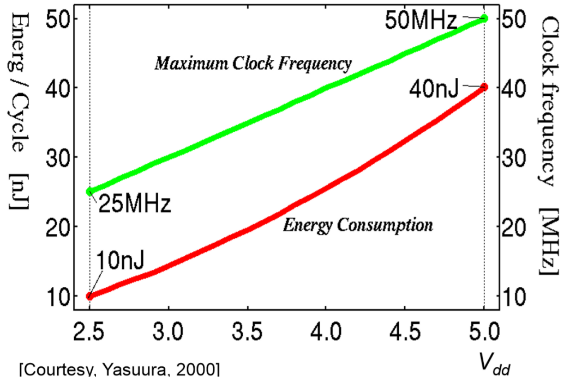 Energ / Cycle [nJ]
50
40
30
20
10
Maximum Clock Frequency
50MHz
40nJ
25MHz
Energy Consumption
10nJ
50
40
30
20
10
Clock frequency [MHz]
2.5 3.0 3.5 4.0 4.5 5.0
Vdd
[Courtesy, Yasuura, 2000]